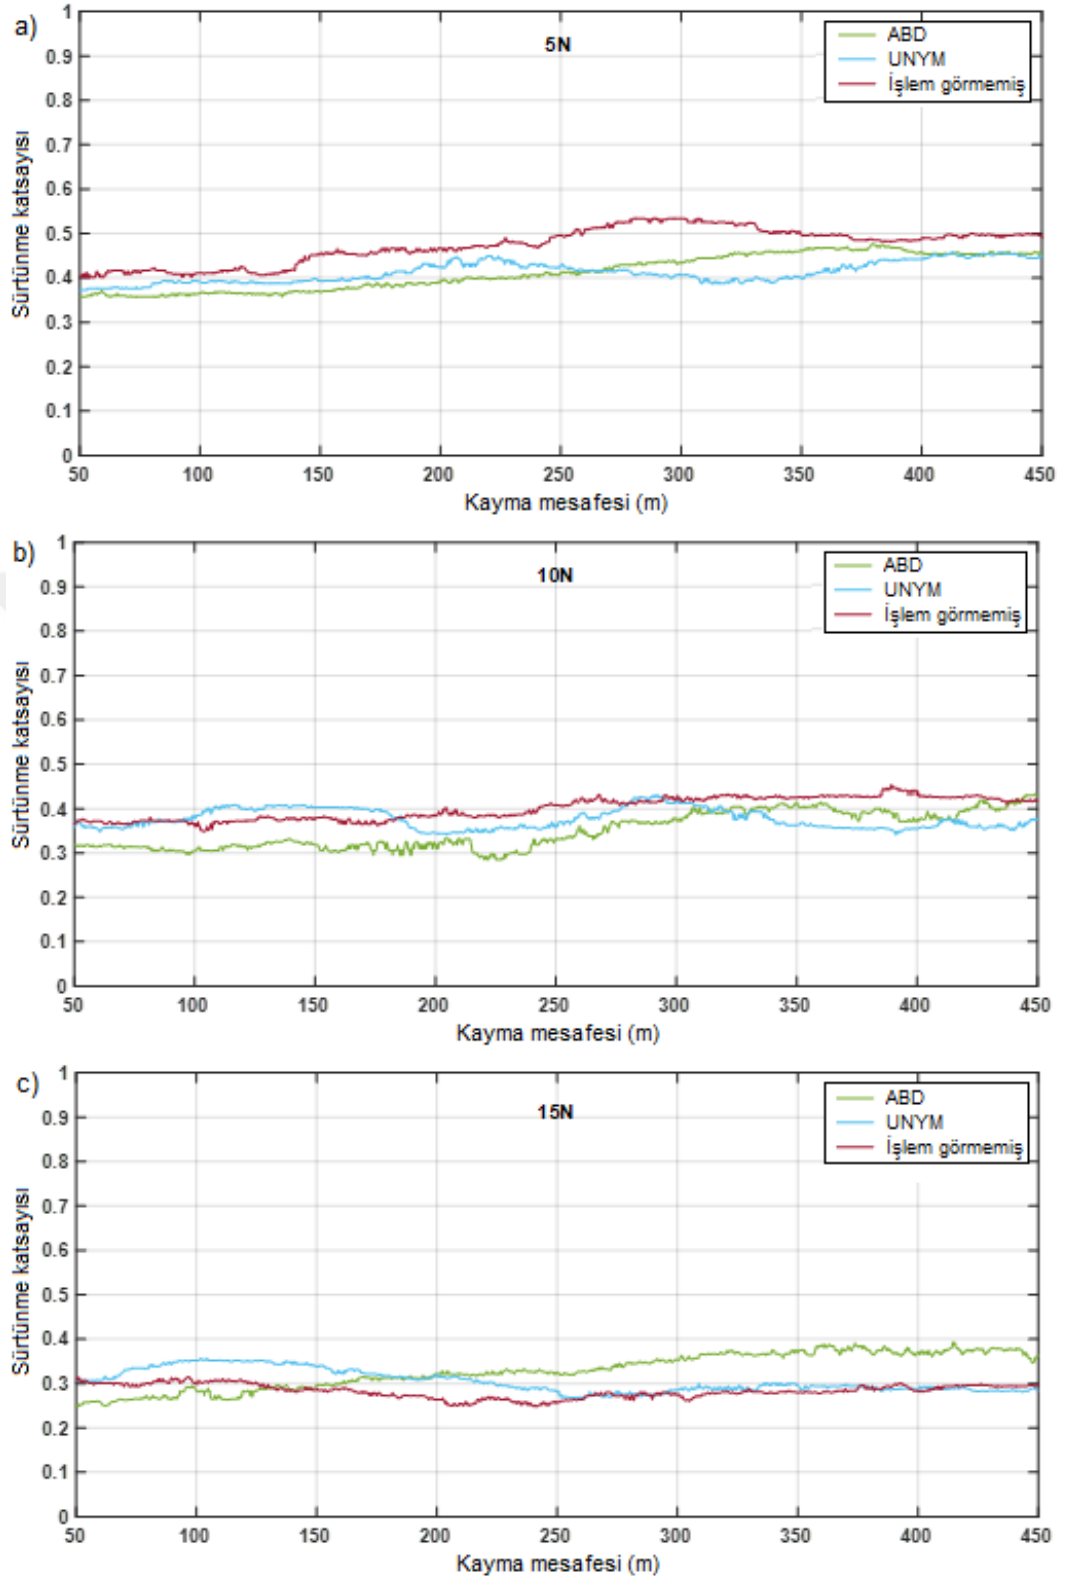 a)
5N
ABD
UNYM
İşlem görmemiş
Sürtünme katsayısı
1
0.9
0.8
0.7
0.6
0.5
0.4
0.3
0.2
0.1
0
50 100 150 200 250 300 350 400 450
Kayma mesafesi (m)
b)
10N
ABD
UNYM
İşlem görmemiş
Sürtünme katsayısı
1
0.9
0.8
0.7
0.6
0.5
0.4
0.3
0.2
0.1
0
50 100 150 200 250 300 350 400 450
Kayma mesafesi (m)
c)
15N
ABD
UNYM
İşlem görmemiş
Sürtünme katsayısı
1
0.9
0.8
0.7
0.6
0.5
0.4
0.3
0.2
0.1
0
50 100 150 200 250 300 350 400 450
Kayma mesafesi (m)